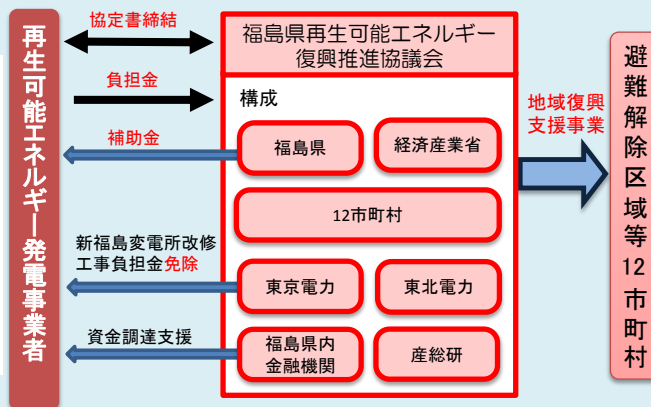 再生可能エネルギー発電事業者
協定書締結
負担金
補助金
新福島変電所改修
工事負担金免除
資金調達支援
福島県再生可能エネルギー
復興推進協議会
構成
福島県
経済産業省
12市町村
東京電力
東北電力
福島県内
金融機関
産総研
地域復興
支援事業
避難解除区域等12市町村